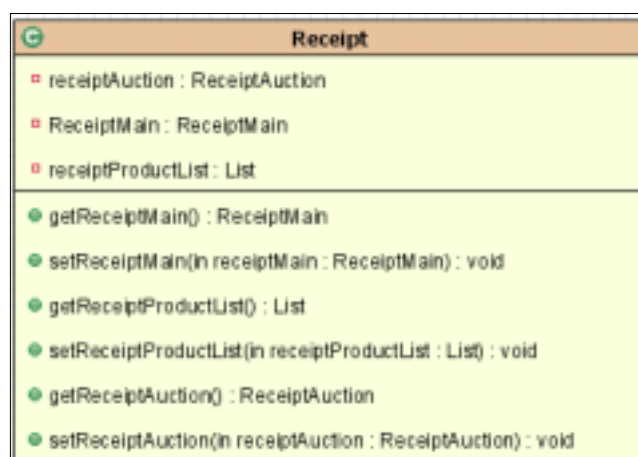 Receipt
receiptAuction : ReceiptAuction
ReceiptMain : ReceiptMain
receiptProductList : List
getReceiptMain() : ReceiptMain
setReceiptMain(in receiptMain : ReceiptMain) : void
getReceiptProductList() : List
setReceiptProductList(in receiptProductList : List) : void
getReceiptAuction() : ReceiptAuction
setReceiptAuction(in receiptAuction : ReceiptAuction) : void